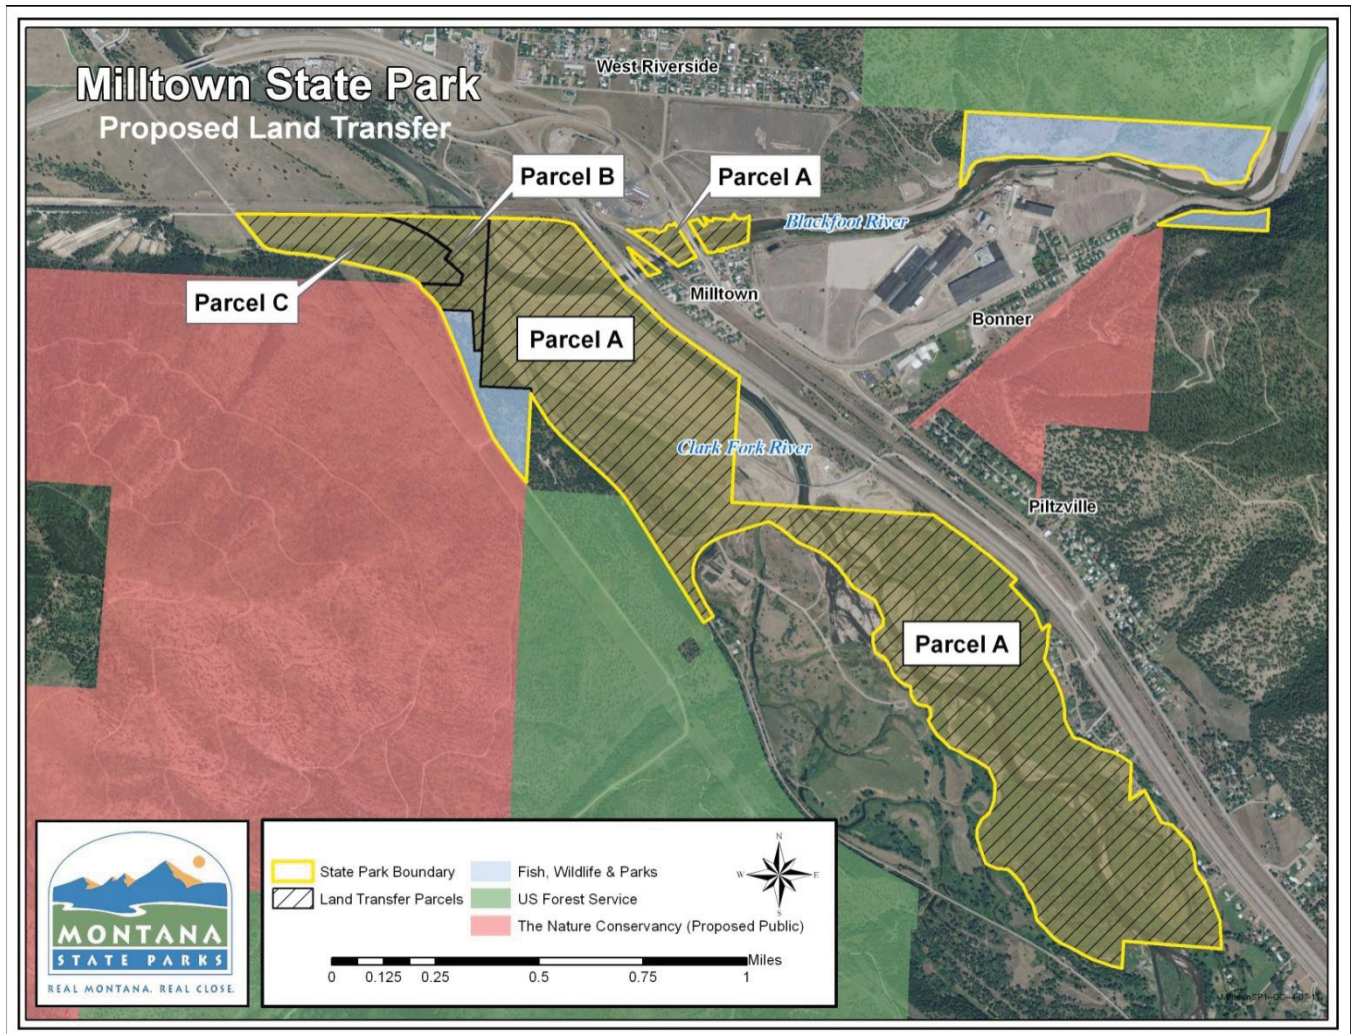 Milltown State Park
Proposed Land Transfer
West Riverside
Parcel B
Parcel A
Blackfoot River
Parcel C
Milltown
Bonner
Parcel A
Clark Fork River
Piltzville
Parcel A
MONTANA
STATE PARKS
REAL MONTANA. REAL CLOSE.
State Park Boundary
Land Transfer Parcels
Fish, Wildlife & Parks
US Forest Service
The Nature Conservancy (Proposed Public)
N
W
E
S
Miles
0 0.125 0.25 0.5 0.75 1